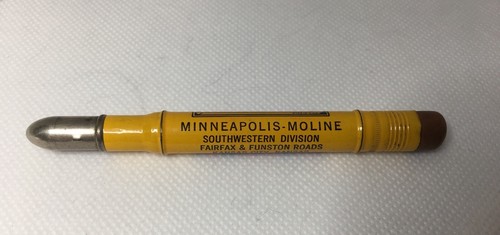 MINNEAPOLIS-MOLINE
SOUTHWESTERN DIVISION
FAIRFAX & FUNSTON ROADS